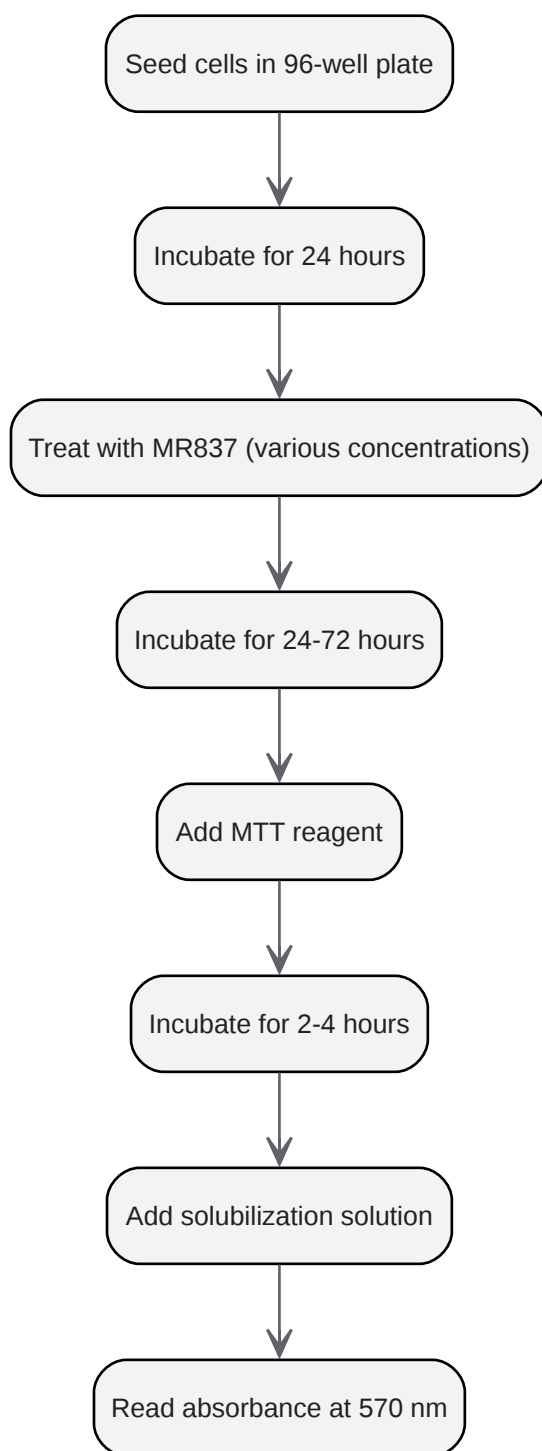 Seed cells in 96-well plate
Incubate for 24 hours
Treat with MR837 (various concentrations)
Incubate for 24-72 hours
Add MTT reagent
Incubate for 2-4 hours
Add solubilization solution
Read absorbance at 570 nm